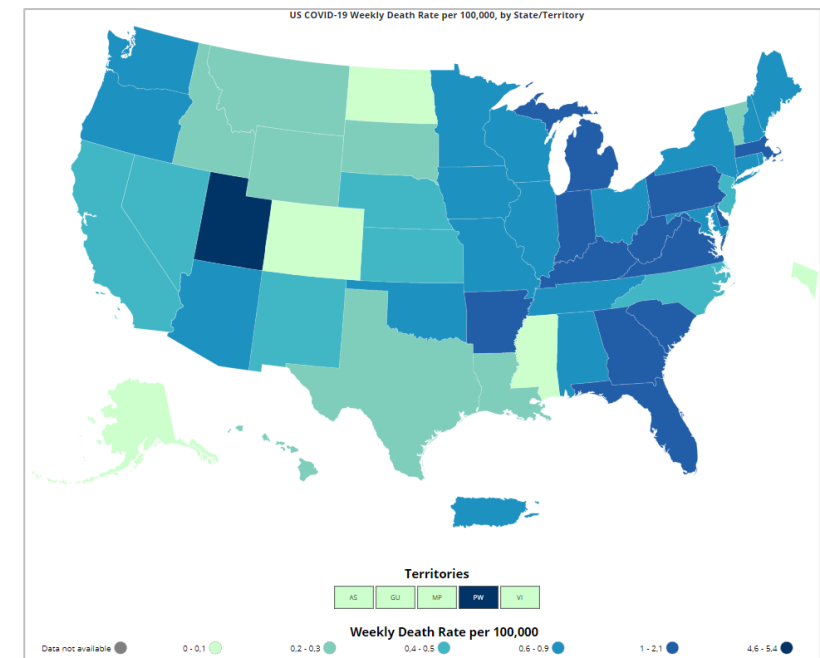 US COVID-19 Weekly Death Rate per 100,000, by State/Territory
Territories
AS GU MP PW VI
Weekly Death Rate per 100,000
Data not available 0 - 0.1 0.2 - 0.3 0.4 - 0.5 0.6 - 0.9 1 - 2.1 4.6 - 5.4